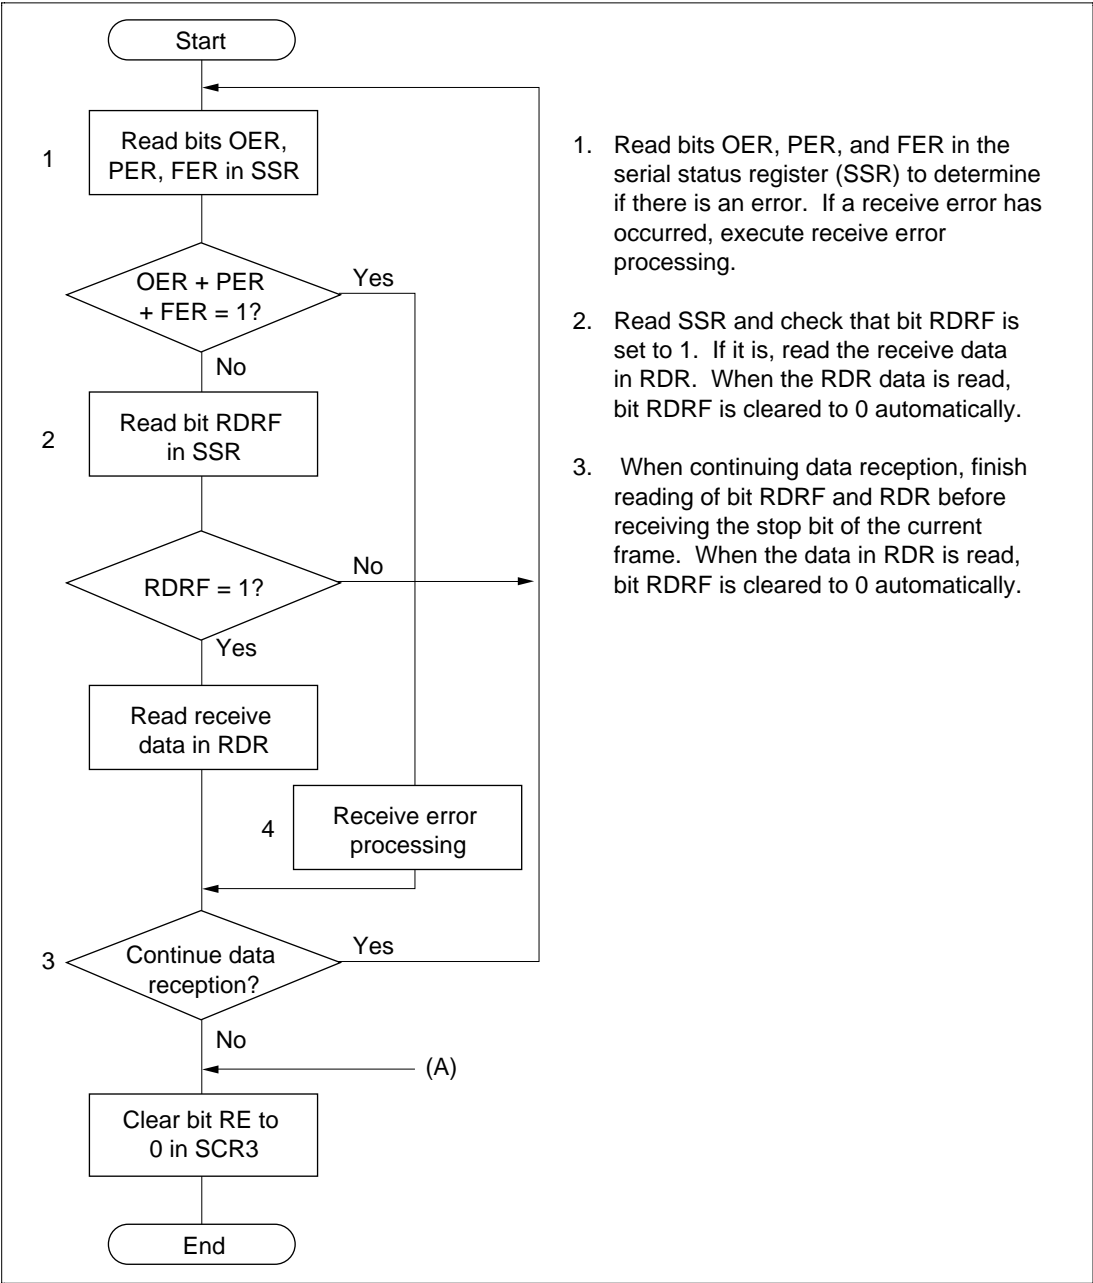 Start
1
Read bits OER,
PER, FER in SSR
OER + PER
+ FER = 1?
Yes
No
2
Read bit RDRF
in SSR
RDRF = 1?
No
Yes
Read receive
data in RDR
4
Receive error
processing
3
Continue data
reception?
Yes
No
(A)
Clear bit RE to
0 in SCR3
End
1. Read bits OER, PER, and FER in the
serial status register (SSR) to determine
if there is an error. If a receive error has
occurred, execute receive error
processing.
2. Read SSR and check that bit RDRF is
set to 1. If it is, read the receive data
in RDR. When the RDR data is read,
bit RDRF is cleared to 0 automatically.
3. When continuing data reception, finish
reading of bit RDRF and RDR before
receiving the stop bit of the current
frame. When the data in RDR is read,
bit RDRF is cleared to 0 automatically.